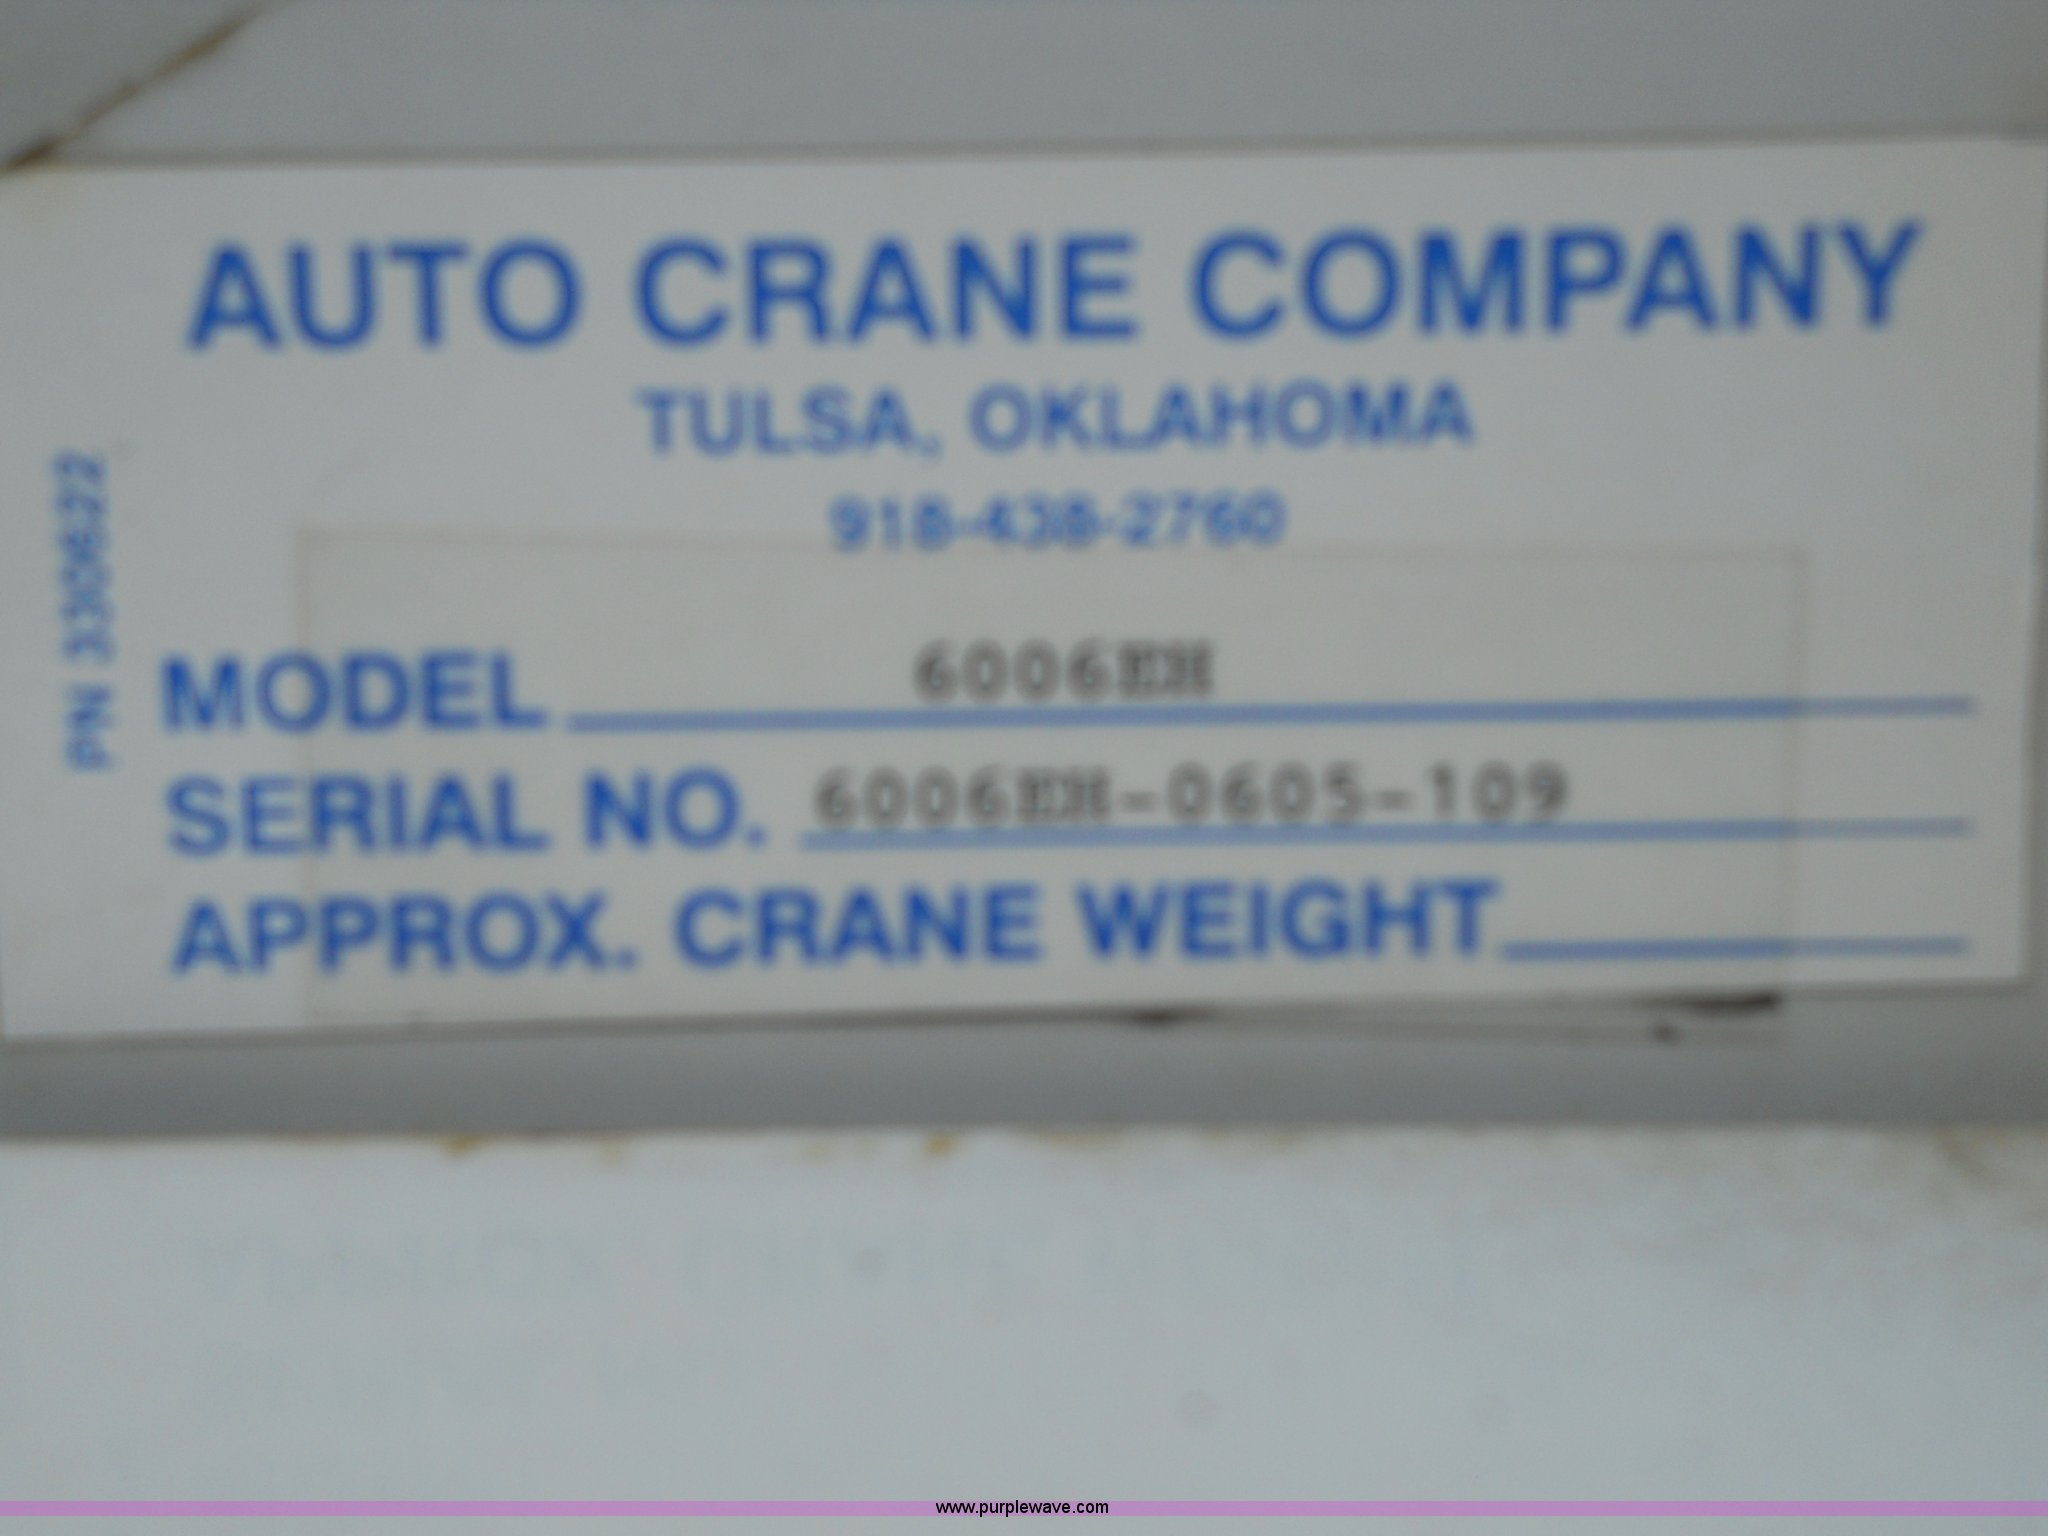 AUTO CRANE COMPANY
TULSA, OKLAHOMA
918-438-2760
PN 330622
MODEL 6006EH
SERIAL NO. 6006EH-0605-109
APPROX. CRANE WEIGHT
www.purplewave.com